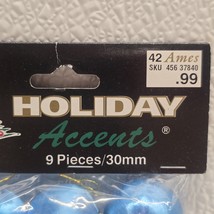 42 Ames
SKU 456 37840
.99
HOLIDAY
Accents®
9 Pieces/30mm